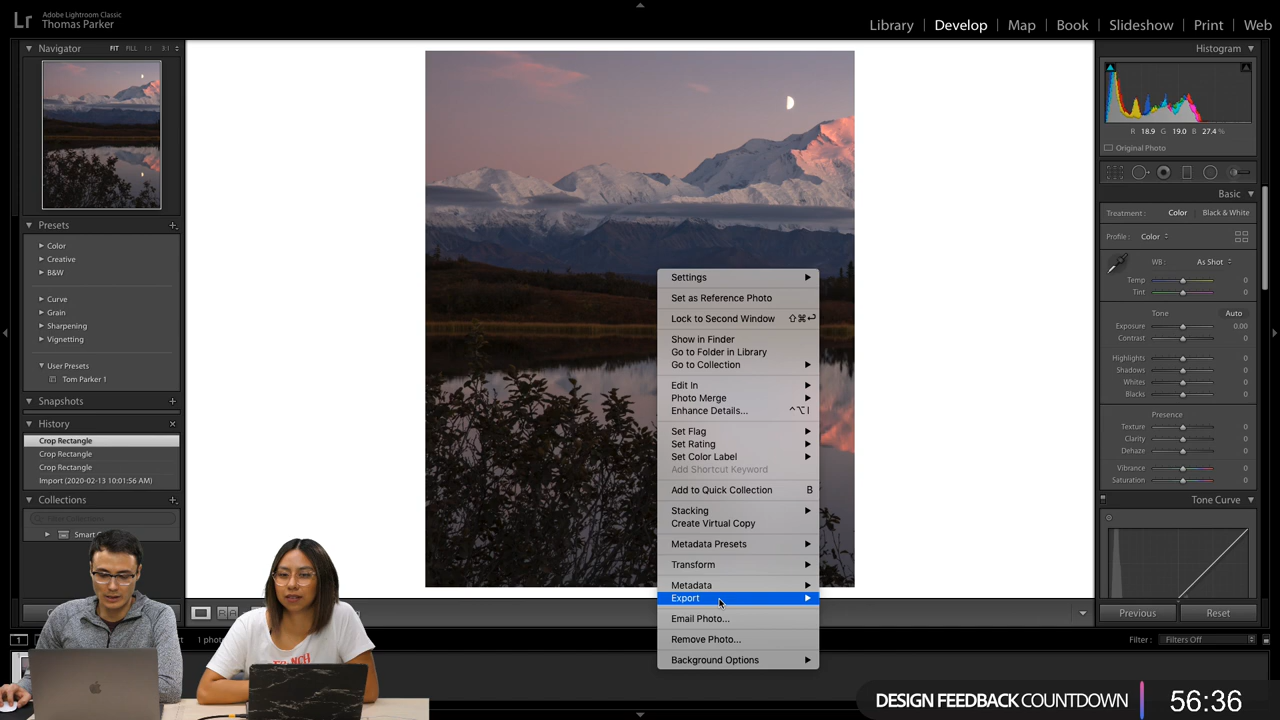 Lr
Adobe Lightroom Classic
Thomas Parker
Library | Develop | Map | Book | Slideshow | Print | Web
Navigator FIT FILL 1:1 3:1
Presets +
Color
Creative
B&W
Curve
Grain
Sharpening
Vignetting
User Presets
Tom Parker 1
Snapshots +
History ×
Crop Rectangle
Crop Rectangle
Crop Rectangle
Import (2020-02-13 10:01:56 AM)
Collections +
Smart
Settings
Set as Reference Photo
Lock to Second Window ⇧⌘↩
Show in Finder
Go to Folder in Library
Go to Collection
Edit In
Photo Merge
Enhance Details... ^⌥I
Set Flag
Set Rating
Set Color Label
Add Shortcut Keyword
Add to Quick Collection B
Stacking
Create Virtual Copy
Metadata Presets
Transform
Metadata
Export
Email Photo...
Remove Photo...
Background Options
Histogram
R 18.9 G 19.0 B 27.4 %
Original Photo
Basic
Treatment : Color Black & White
Profile : Color
WB : As Shot
Temp
Tint
Tone Auto
Exposure 0.00
Contrast
Highlights
Shadows
Whites
Blacks
Presence
Texture
Clarity
Dehaze
Vibrance
Saturation
Tone Curve
Previous Reset
1
1 phot
Filter : Filters Off
DESIGN FEEDBACK COUNTDOWN 56:36